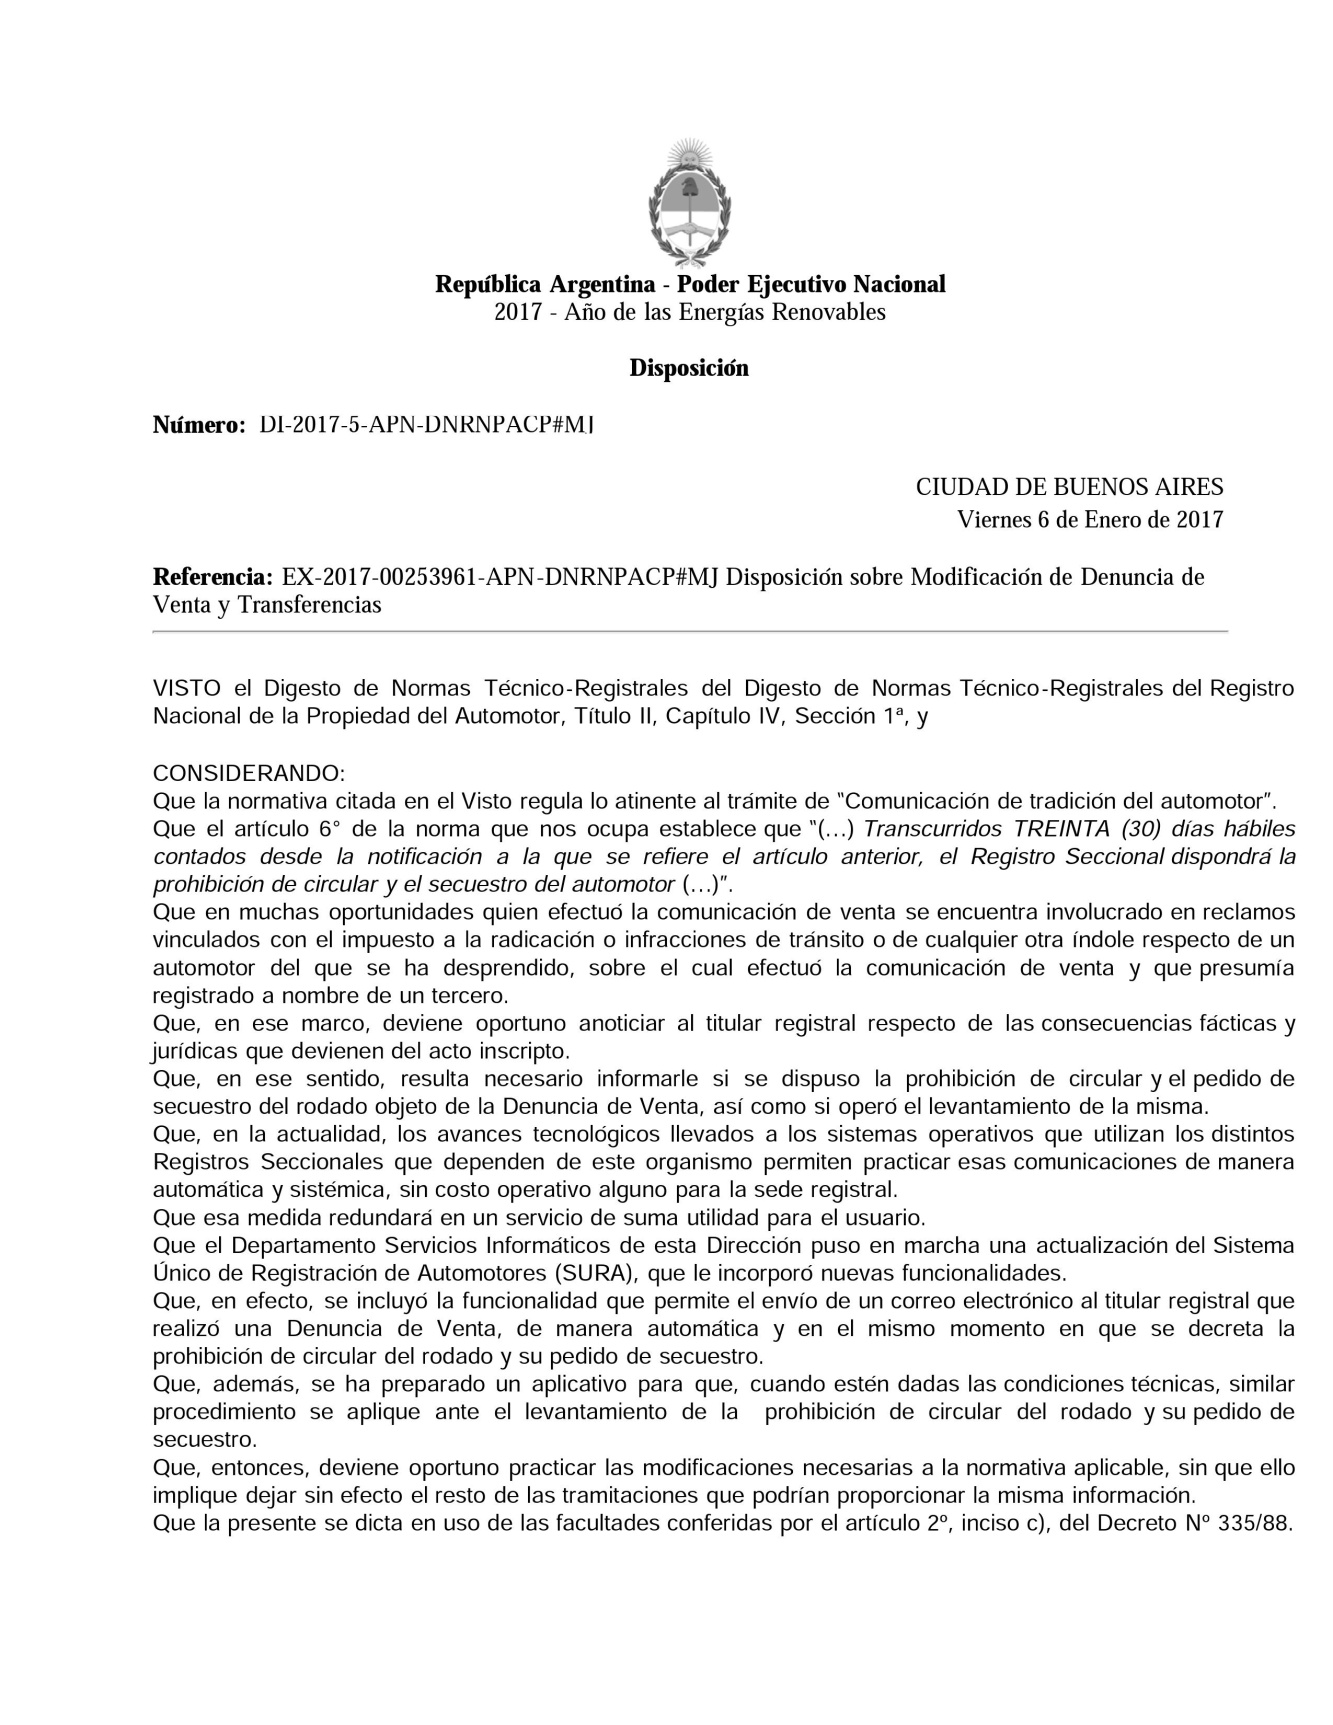 República Argentina - Poder Ejecutivo Nacional
2017 - Año de las Energías Renovables
Disposición
Número: DI-2017-5-APN-DNRNPACP#MJ
CIUDAD DE BUENOS AIRES
Viernes 6 de Enero de 2017
Referencia: EX-2017-00253961-APN-DNRNPACP#MJ Disposición sobre Modificación de Denuncia de
Venta y Transferencias
VISTO el Digesto de Normas Técnico-Registrales del Digesto de Normas Técnico-Registrales del Registro
Nacional de la Propiedad del Automotor, Título II, Capítulo IV, Sección 1ª, y
CONSIDERANDO:
Que la normativa citada en el Visto regula lo atinente al trámite de “Comunicación de tradición del automotor”.
Que el artículo 6° de la norma que nos ocupa establece que “(…) Transcurridos TREINTA (30) días hábiles
contados desde la notificación a la que se refiere el artículo anterior, el Registro Seccional dispondrá la
prohibición de circular y el secuestro del automotor (…)”.
Que en muchas oportunidades quien efectuó la comunicación de venta se encuentra involucrado en reclamos
vinculados con el impuesto a la radicación o infracciones de tránsito o de cualquier otra índole respecto de un
automotor del que se ha desprendido, sobre el cual efectuó la comunicación de venta y que presumía
registrado a nombre de un tercero.
Que, en ese marco, deviene oportuno anoticiar al titular registral respecto de las consecuencias fácticas y
jurídicas que devienen del acto inscripto.
Que, en ese sentido, resulta necesario informarle si se dispuso la prohibición de circular y el pedido de
secuestro del rodado objeto de la Denuncia de Venta, así como si operó el levantamiento de la misma.
Que, en la actualidad, los avances tecnológicos llevados a los sistemas operativos que utilizan los distintos
Registros Seccionales que dependen de este organismo permiten practicar esas comunicaciones de manera
automática y sistémica, sin costo operativo alguno para la sede registral.
Que esa medida redundará en un servicio de suma utilidad para el usuario.
Que el Departamento Servicios Informáticos de esta Dirección puso en marcha una actualización del Sistema
Único de Registración de Automotores (SURA), que le incorporó nuevas funcionalidades.
Que, en efecto, se incluyó la funcionalidad que permite el envío de un correo electrónico al titular registral que
realizó una Denuncia de Venta, de manera automática y en el mismo momento en que se decreta la
prohibición de circular del rodado y su pedido de secuestro.
Que, además, se ha preparado un aplicativo para que, cuando estén dadas las condiciones técnicas, similar
procedimiento se aplique ante el levantamiento de la prohibición de circular del rodado y su pedido de
secuestro.
Que, entonces, deviene oportuno practicar las modificaciones necesarias a la normativa aplicable, sin que ello
implique dejar sin efecto el resto de las tramitaciones que podrían proporcionar la misma información.
Que la presente se dicta en uso de las facultades conferidas por el artículo 2º, inciso c), del Decreto Nº 335/88.